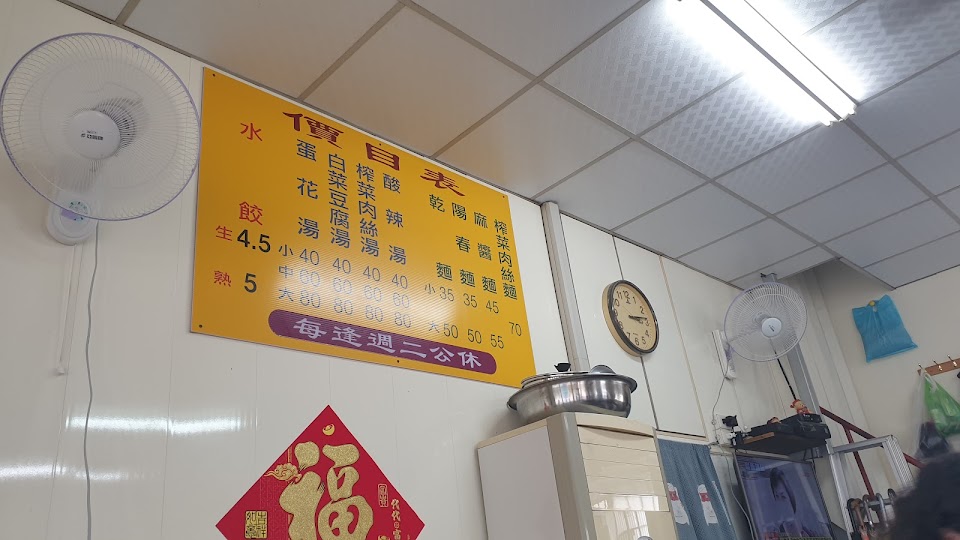 價目表
水餃
生 4.5
熟 5
蛋花湯
白菜豆腐湯
榨菜肉絲湯
酸辣湯
小 40 40 40 40
中 60 60 60 60
大 80 80 80 80
乾麵
陽春麵
麻醬麵
榨菜肉絲麵
小 35 35 45
70
大 50 50 55
每逢週二公休
福